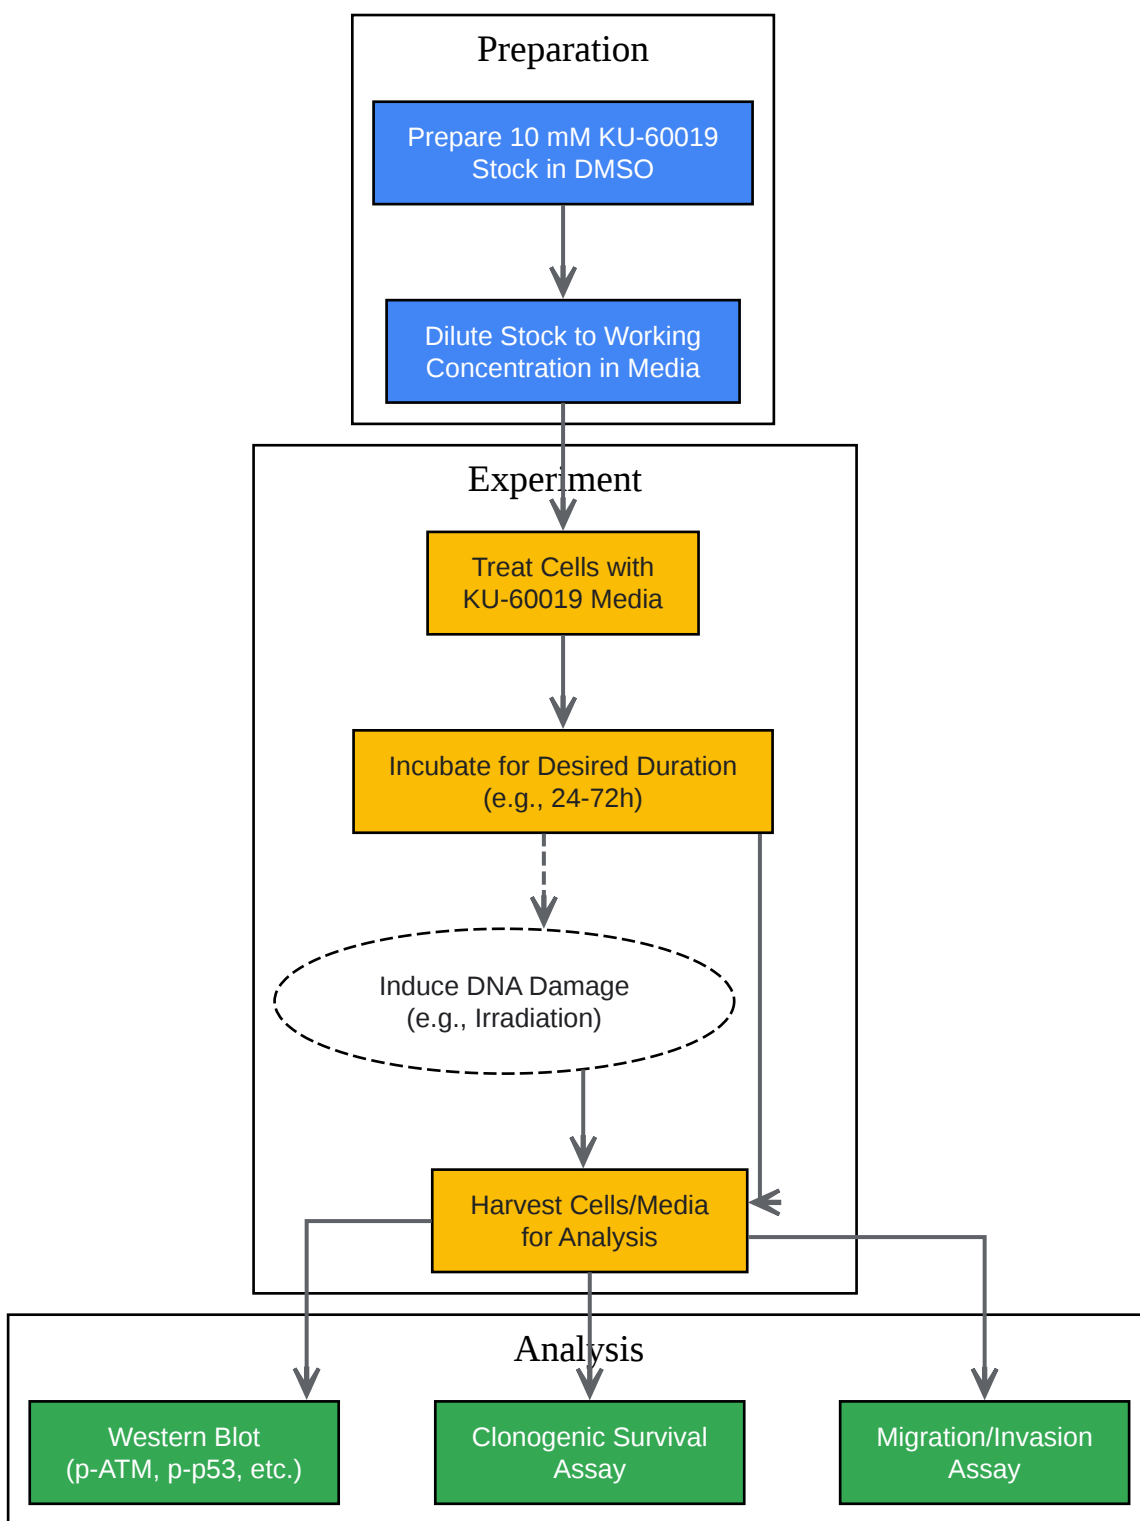 Preparation
Prepare 10 mM KU-60019
Stock in DMSO
Dilute Stock to Working
Concentration in Media
Experiment
Treat Cells with
KU-60019 Media
Incubate for Desired Duration
(e.g., 24-72h)
Induce DNA Damage
(e.g., Irradiation)
Harvest Cells/Media
for Analysis
Analysis
Western Blot
(p-ATM, p-p53, etc.)
Clonogenic Survival
Assay
Migration/Invasion
Assay